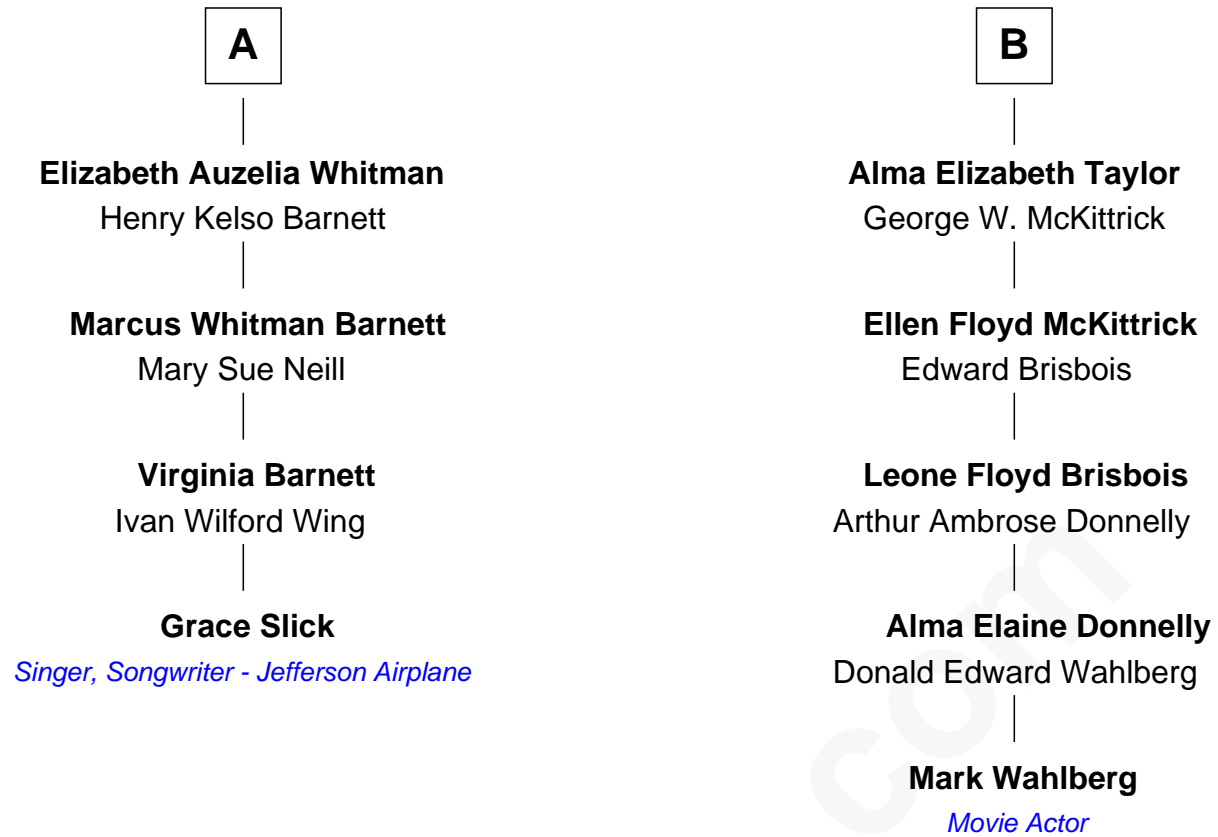 A
Elizabeth Auzelia Whitman
Henry Kelso Barnett
Marcus Whitman Barnett
Mary Sue Neill
Virginia Barnett
Ivan Wilford Wing
Grace Slick
Singer, Songwriter - Jefferson Airplane
B
Alma Elizabeth Taylor
George W. McKittrick
Ellen Floyd McKittrick
Edward Brisbois
Leone Floyd Brisbois
Arthur Ambrose Donnelly
Alma Elaine Donnelly
Donald Edward Wahlberg
Mark Wahlberg
Movie Actor
com